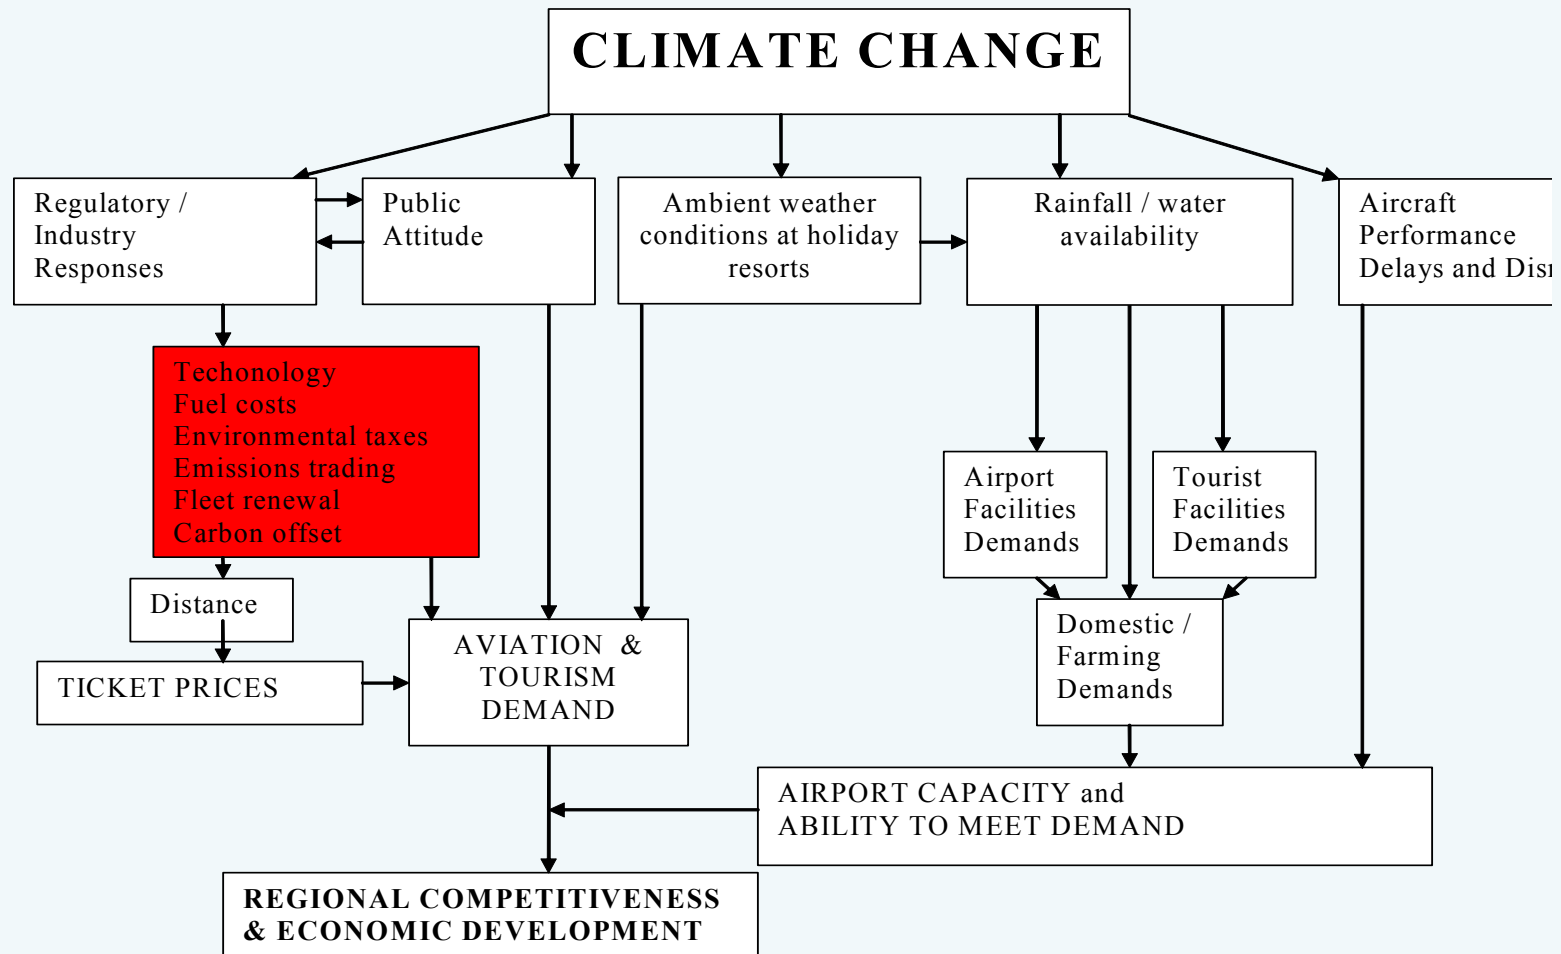 CLIMATE CHANGE
Regulatory /
Industry
Responses
Public
Attitude
Ambient weather
conditions at holiday
resorts
Rainfall / water
availability
Aircraft
Performance
Delays and
Techonology
Fuel costs
Environmental taxes
Emissions trading
Fleet renewal
Carbon offset
Airport
Facilities
Demands
Tourist
Facilities
Demands
Distance
Domestic /
Farming
Demands
AVIATION &
TOURISM
DEMAND
TICKET PRICES
AIRPORT CAPACITY and
ABILITY TO MEET DEMAND
REGIONAL COMPETITIVENESS
& ECONOMIC DEVELOPMENT